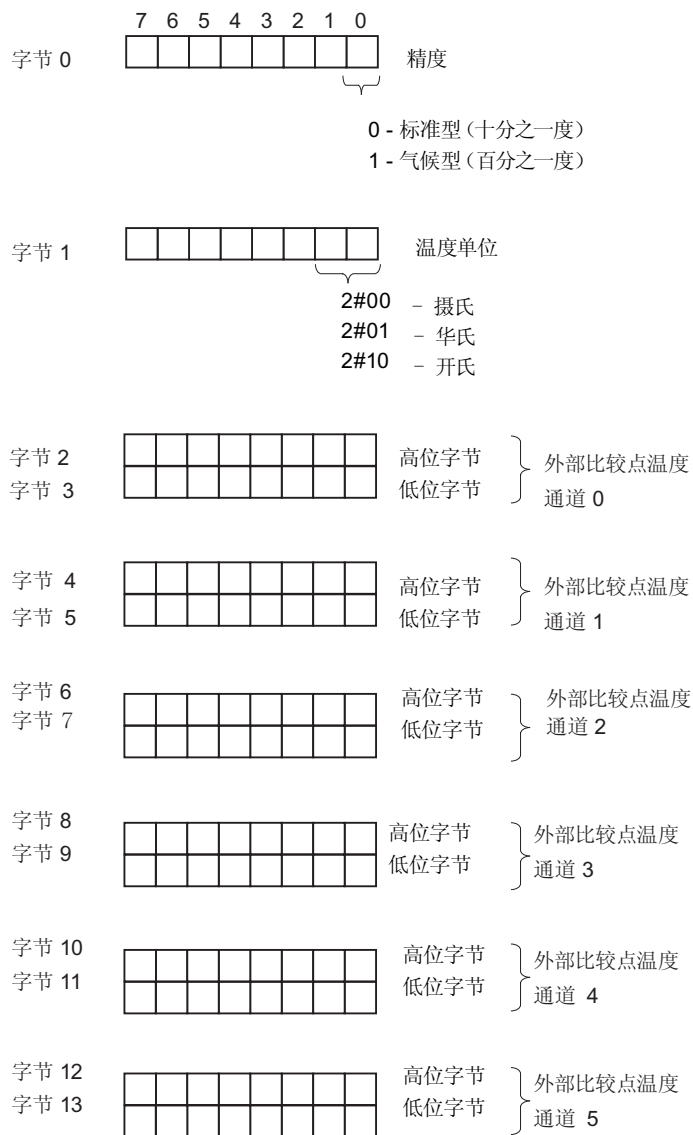 7 6 5 4 3 2 1 0
字节 0 精度
0 - 标准型（十分之一度）
1 - 气候型（百分之一度）
字节 1 温度单位
2#00 – 摄氏
2#01 – 华氏
2#10 – 开氏
字节 2 高位字节 外部比较点温度
字节 3 低位字节 通道 0
字节 4 高位字节 外部比较点温度
字节 5 低位字节 通道 1
字节 6 高位字节 外部比较点温度
字节 7 低位字节 通道 2
字节 8 高位字节 外部比较点温度
字节 9 低位字节 通道 3
字节 10 高位字节 外部比较点温度
字节 11 低位字节 通道 4
字节 12 高位字节 外部比较点温度
字节 13 低位字节 通道 5